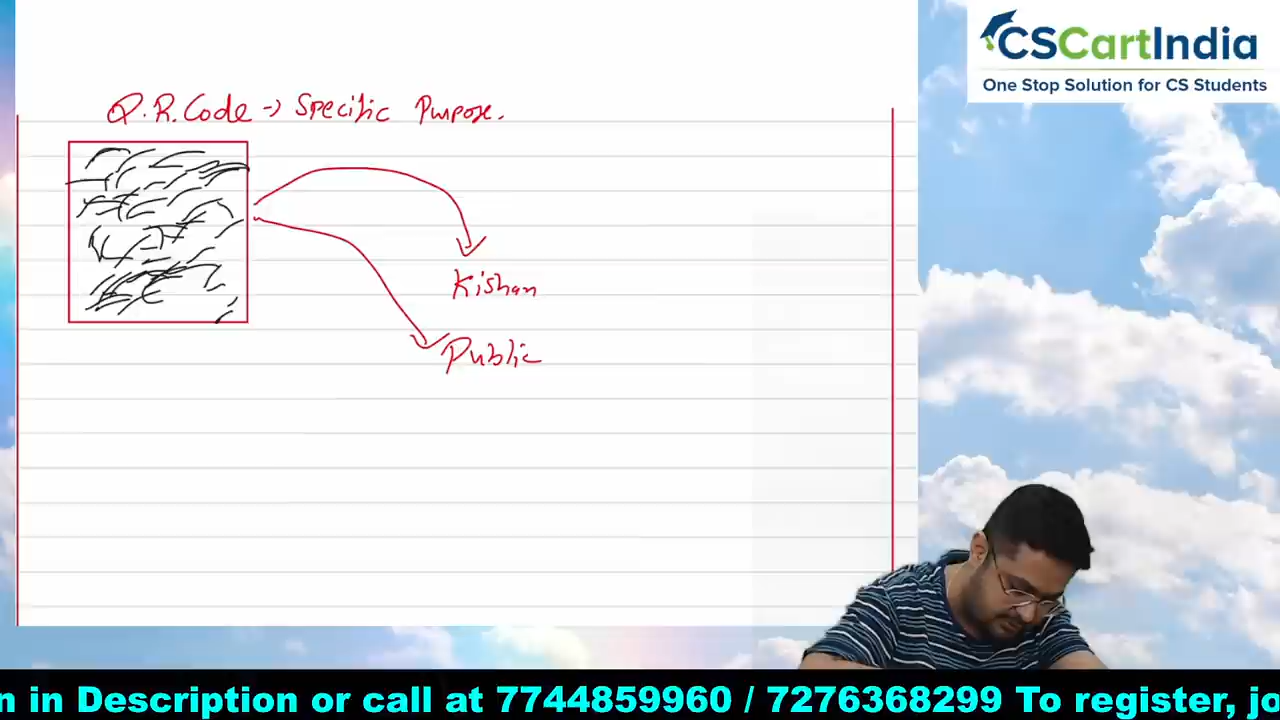 CSCartIndia
One Stop Solution for CS Students
Q.R.Code -> Specific Purpose.
Kishan
Public
n in Description or call at 7744859960 / 7276368299 To register, jo